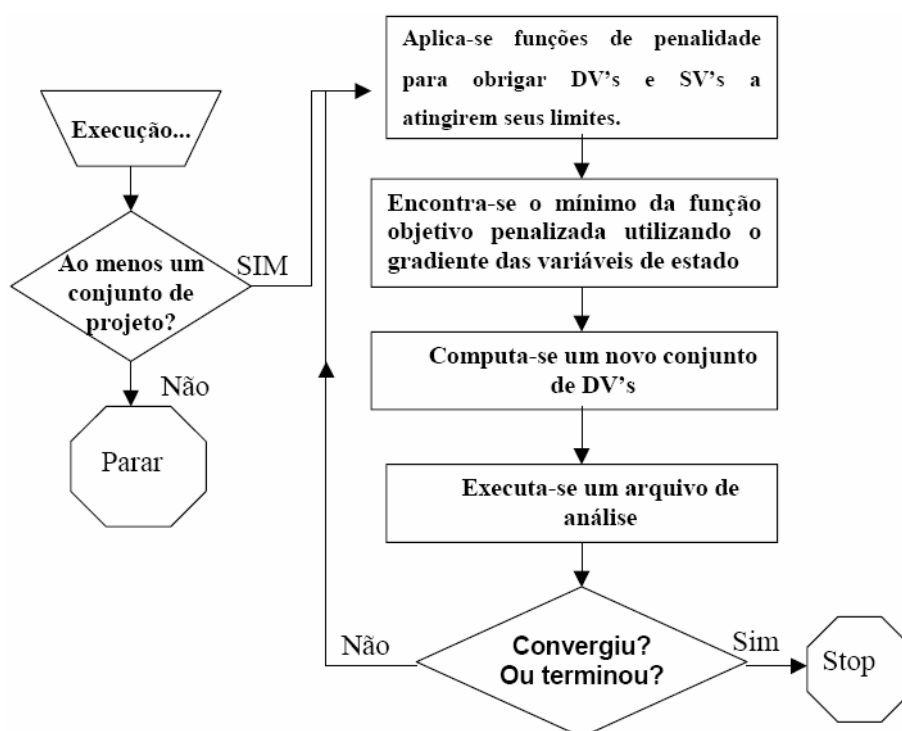 Execução...
Ao menos um
conjunto de
projeto?
SIM
Não
Parar
Aplica-se funções de penalidade
para obrigar DV's e SV's a
atingirem seus limites.
Encontra-se o mínimo da função
objetivo penalizada utilizando o
gradiente das variáveis de estado
Computa-se um novo conjunto
de DV's
Executa-se um arquivo de
análise
Convergiu?
Ou terminou?
Não
Sim
Stop